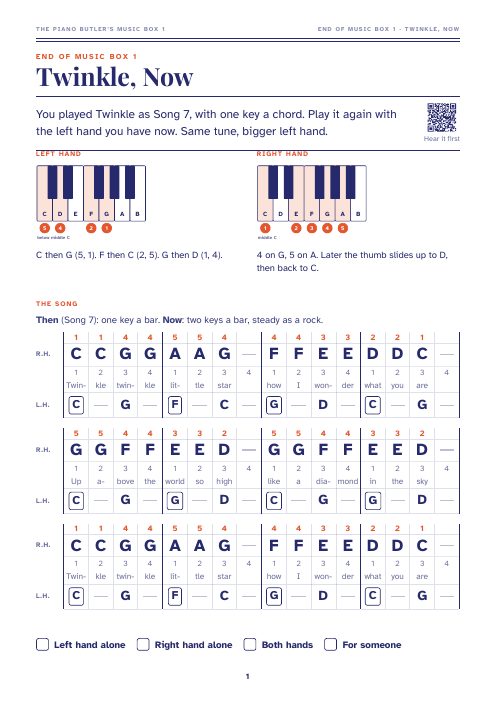 THE PIANO BUTLER'S MUSIC BOX 1 END OF MUSIC BOX 1 - TWINKLE, NOW
END OF MUSIC BOX 1
Twinkle, Now
You played Twinkle as Song 7, with one key a chord. Play it again with
the left hand you have now. Same tune, bigger left hand.
Hear it first
LEFT HAND RIGHT HAND
C D E F G A B C D E F G A B
5 4 2 1 1 2 3 4 5
below middle C middle C
C then G (5, 1). F then C (2, 5). G then D (1, 4). 4 on G, 5 on A. Later the thumb slides up to D,
then back to C.
THE SONG
Then (Song 7): one key a bar. Now: two keys a bar, steady as a rock.
1 1 4 4 5 5 4 4 4 3 3 2 2 1
R.H. C C G G A A G — F F E E D D C —
1 2 3 4 1 2 3 4 1 2 3 4 1 2 3 4
Twin- kle twin- kle lit- tle star how I won- der what you are
L.H. C — G — F — C — G — D — C — G —
5 5 4 4 3 3 2 5 5 4 4 3 3 2
R.H. G G F F E E D — G G F F E E D —
1 2 3 4 1 2 3 4 1 2 3 4 1 2 3 4
Up a- bove the world so high like a dia- mond in the sky
L.H. C — G — G — D — C — G — G — D —
1 1 4 4 5 5 4 4 4 3 3 2 2 1
R.H. C C G G A A G — F F E E D D C —
1 2 3 4 1 2 3 4 1 2 3 4 1 2 3 4
Twin- kle twin- kle lit- tle star how I won- der what you are
L.H. C — G — F — C — G — D — C — G —
Left hand alone Right hand alone Both hands For someone
1